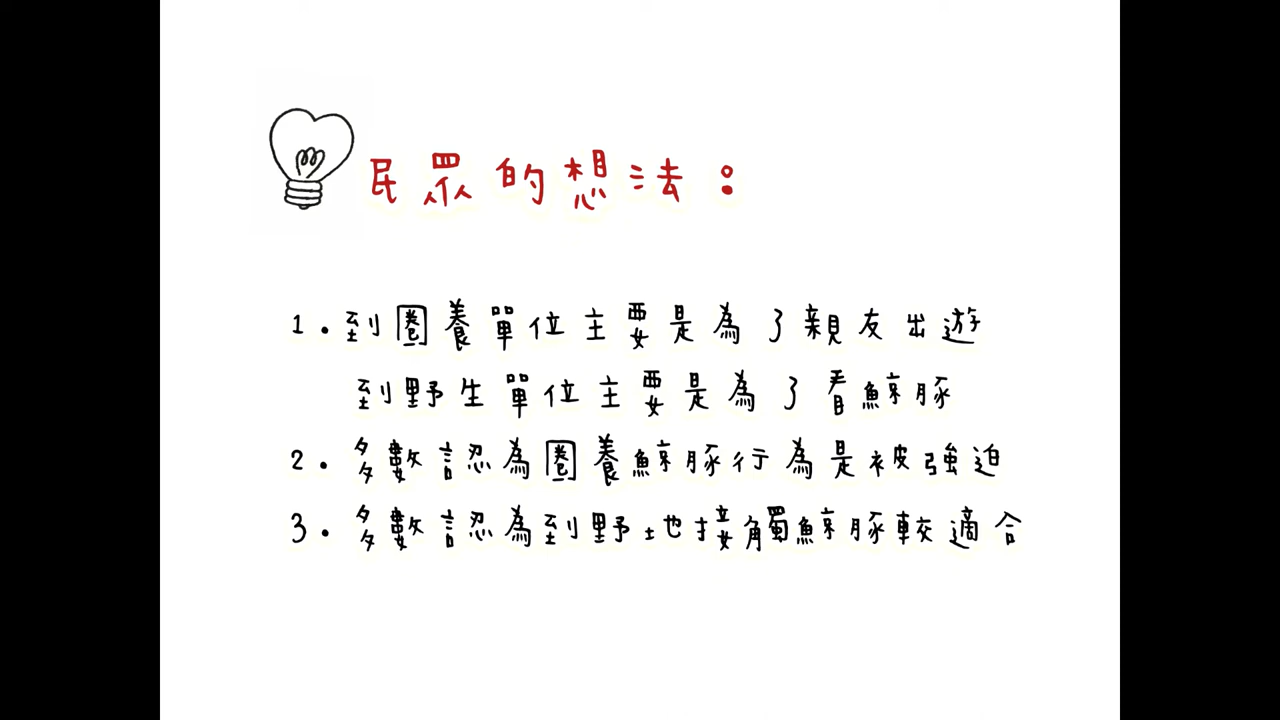 民眾的想法：
1.到圈養單位主要是為了親友出遊
到野生單位主要是為了看鯨豚
2.多數認為圈養鯨豚行為是被強迫
3.多數認為到野地接觸鯨豚較適合